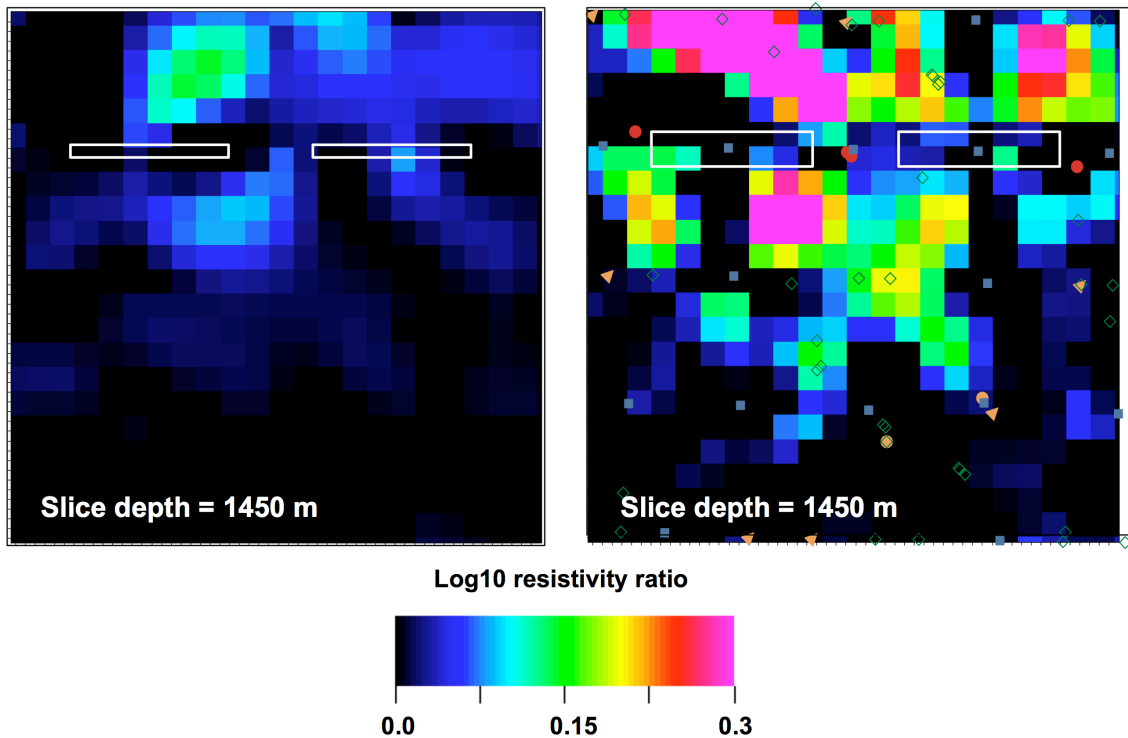 Slice depth = 1450 m
Slice depth = 1450 m
Log10 resistivity ratio
0.0 0.15 0.3